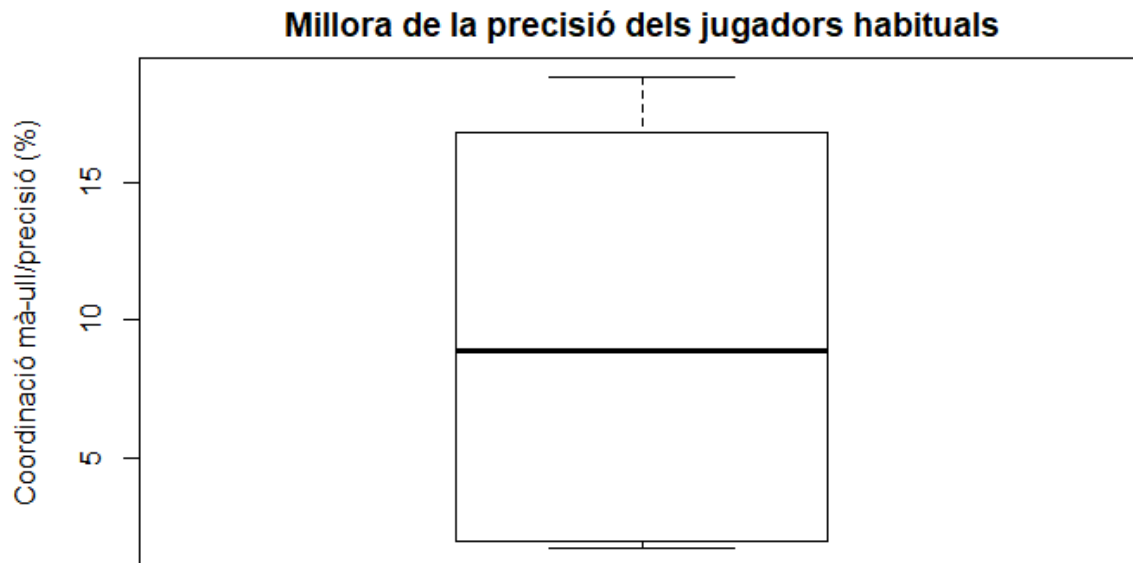 Millora de la precisió dels jugadors habituals
Coordinació mà-ull/precisió (%)
15
10
5